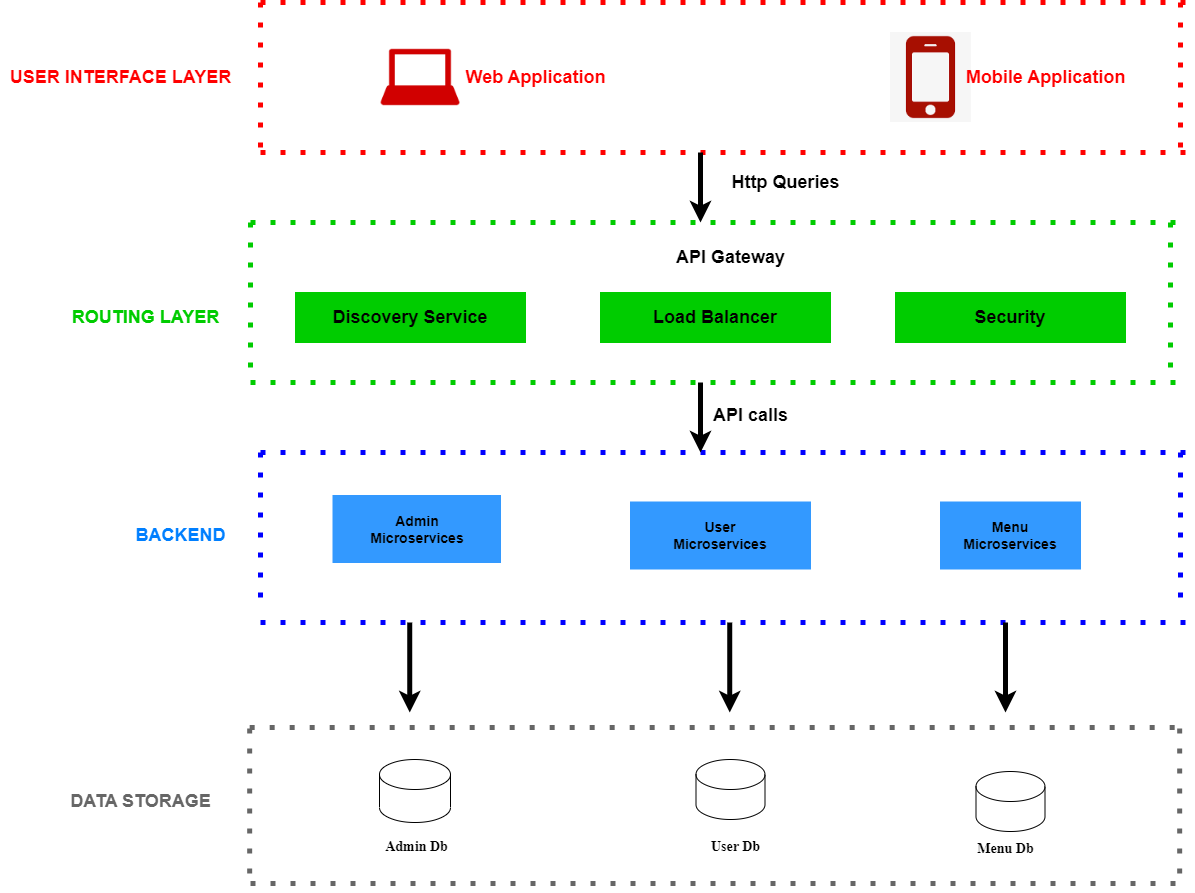 USER INTERFACE LAYER
Web Application
Mobile Application
Http Queries
API Gateway
ROUTING LAYER
Discovery Service
Load Balancer
Security
API calls
BACKEND
Admin
Microservices
User
Microservices
Menu
Microservices
DATA STORAGE
Admin Db
User Db
Menu Db